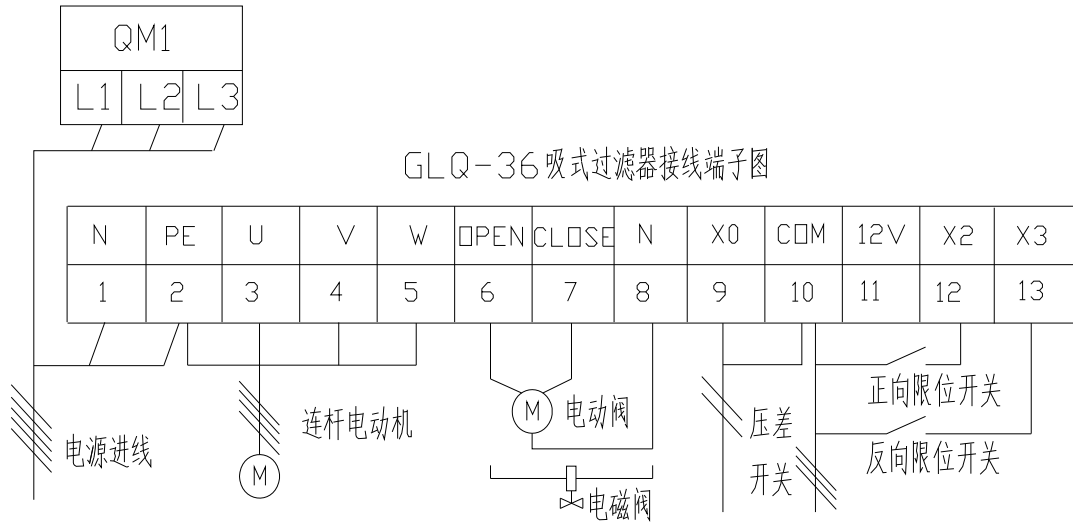 QM1
L1 L2 L3
GLQ-36吸式过滤器接线端子图
N PE U V W OPEN CLOSE N X0 COM 12V X2 X3
1 2 3 4 5 6 7 8 9 10 11 12 13
正向限位开关
M 电动阀
连杆电动机
压差
电源进线
反向限位开关
M
开关
电磁阀